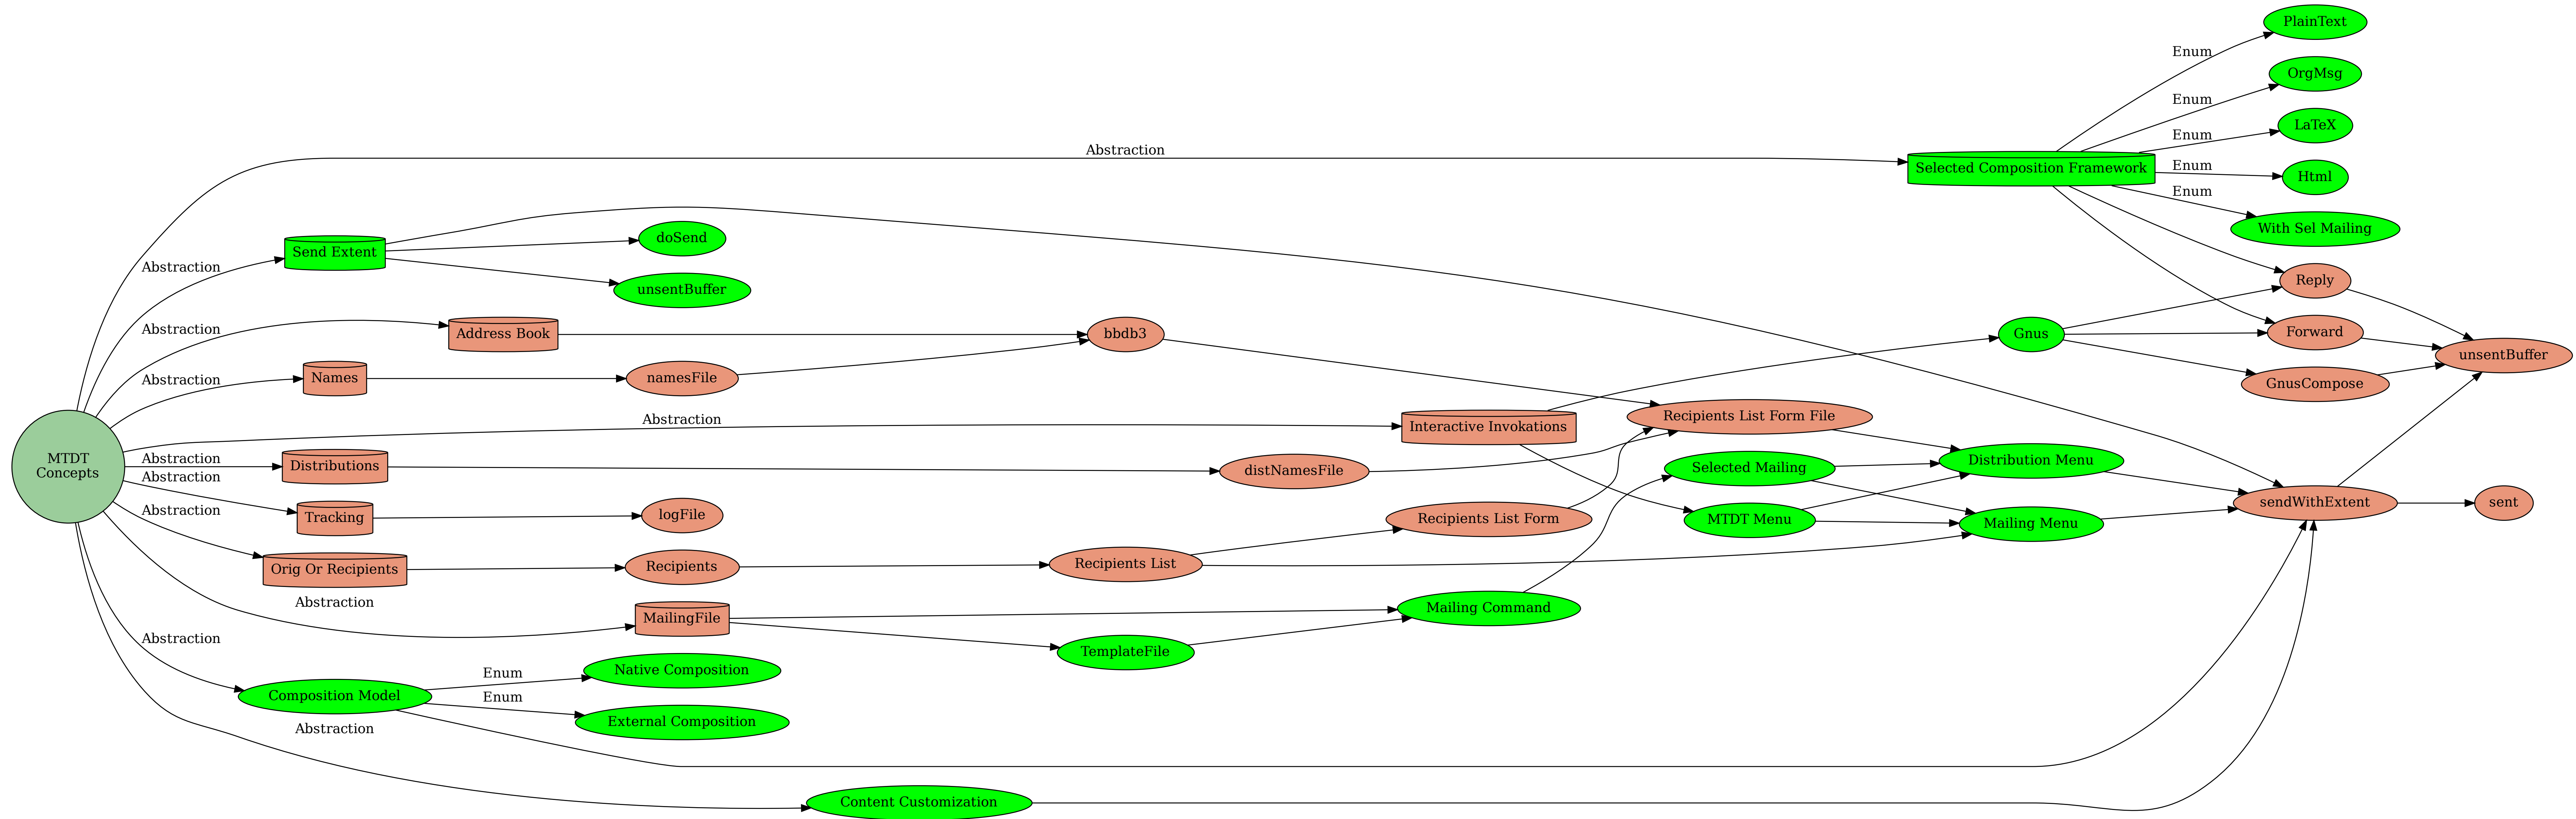 MTDT
Concepts
Abstraction
Abstraction
Abstraction
Abstraction
Abstraction
Abstraction
Abstraction
Abstraction
Abstraction
Abstraction
Abstraction
Send Extent
Address Book
Names
Distributions
Tracking
Orig Or Recipients
MailingFile
Composition Model
Enum
Enum
doSend
unsentBuffer
namesFile
logFile
Recipients
Native Composition
External Composition
Content Customization
bbdb3
Recipients List
TemplateFile
distNamesFile
Interactive Invokations
Recipients List Form
Mailing Command
Recipients List Form File
Selected Mailing
MTDT Menu
Selected Composition Framework
Gnus
Distribution Menu
Mailing Menu
Enum
Enum
Enum
Enum
Enum
PlainText
OrgMsg
LaTeX
Html
With Sel Mailing
Reply
Forward
GnusCompose
sendWithExtent
unsentBuffer
sent